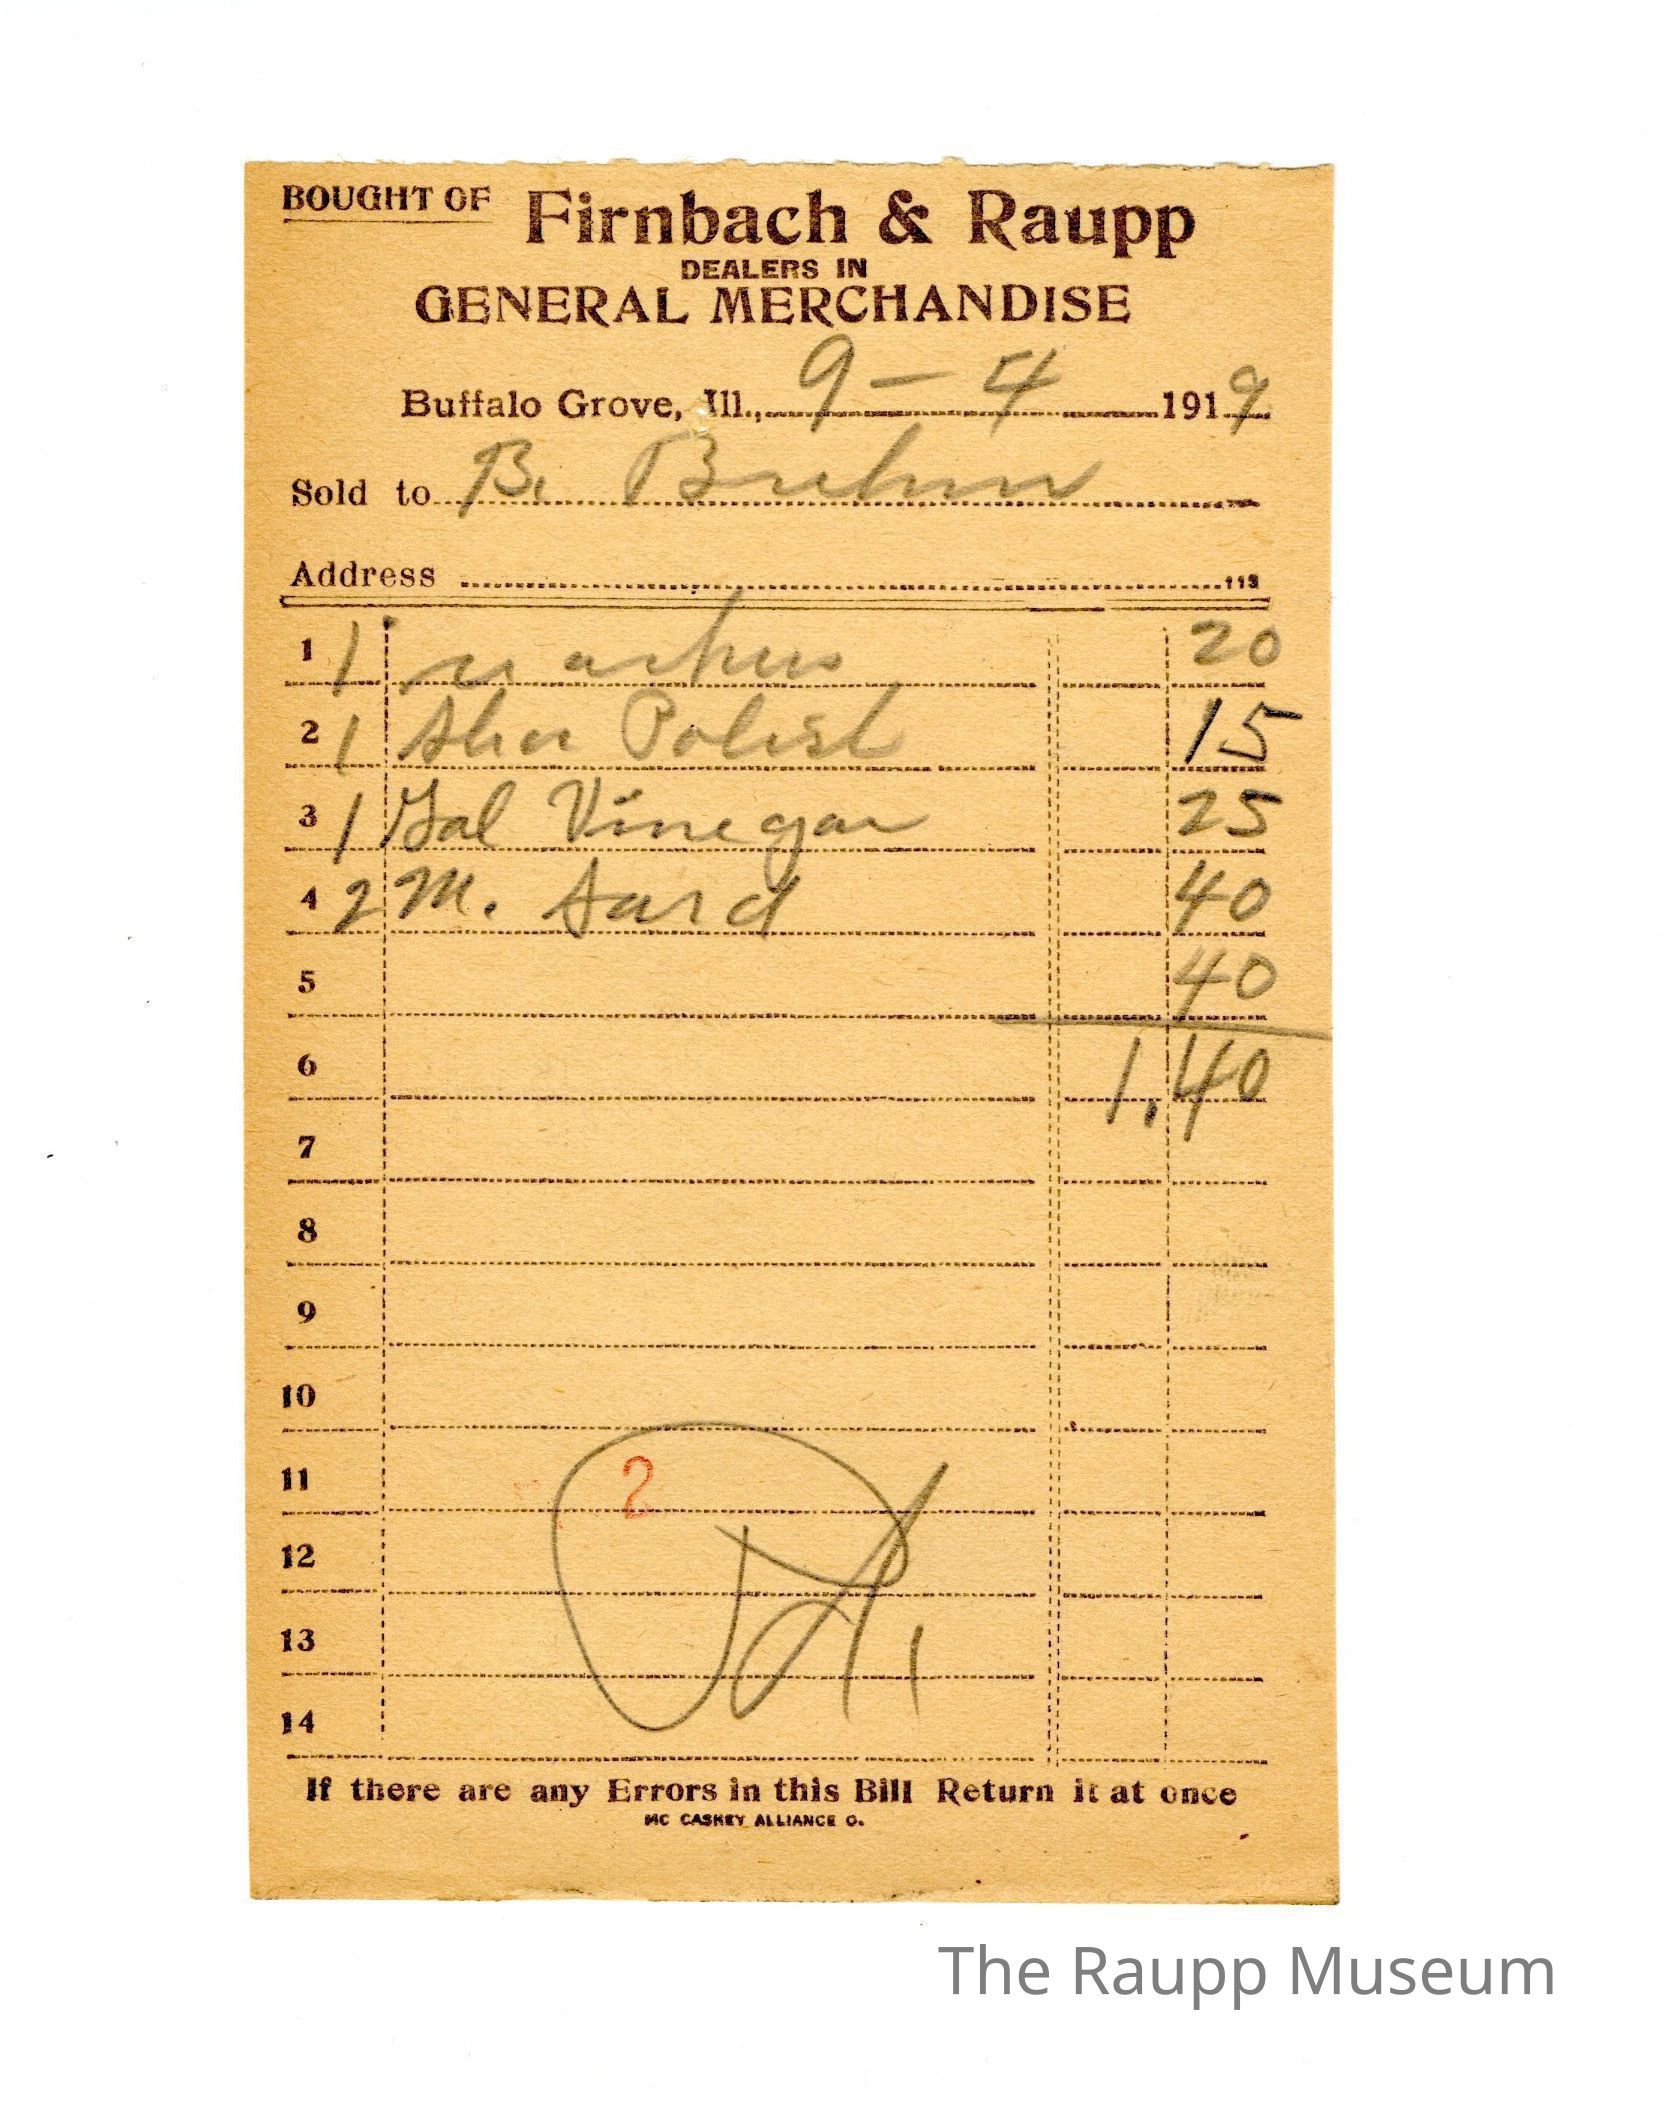 BOUGHT OF Firnbach & Raupp
DEALERS IN
GENERAL MERCHANDISE
Buffalo Grove, Ill., 9-4 1919
Sold to B.
Address 113
1 1 20
2 1 Shoe Polish 15
3 1 Gal Vinegar 25
4 2 M. Sard 40
5 40
6 1.40
7
8
9
10
11 2
12
13
14
If there are any Errors in this Bill Return it at once
MC CASKEY ALLIANCE O.
The Raupp Museum